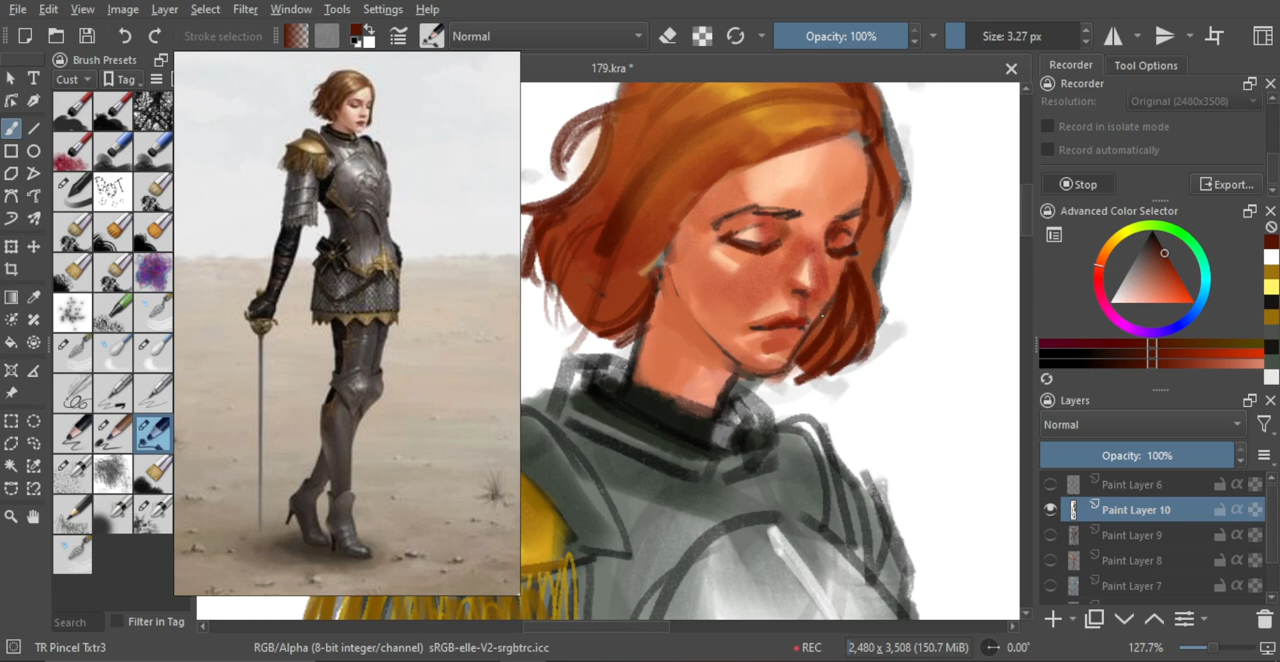 File Edit View Image Layer Select Filter Window Tools Settings Help
Stroke selection Normal Opacity: 100% Size: 3.27 px
Brush Presets
Cust Tag
179.kra *
Recorder Tool Options
Recorder
Resolution: Original (2480x3508)
Record in isolate mode
Record automatically
Stop Export...
Advanced Color Selector
Layers
Normal
Opacity: 100%
Paint Layer 6
Paint Layer 10
Paint Layer 9
Paint Layer 8
Paint Layer 7
Search Filter in Tag
TR Pincel Txtr3 RGB/Alpha (8-bit integer/channel) sRGB-elle-V2-srgbtrc.icc REC 2,480 x 3,508 (150.7 MiB) 0.00° 127.7%